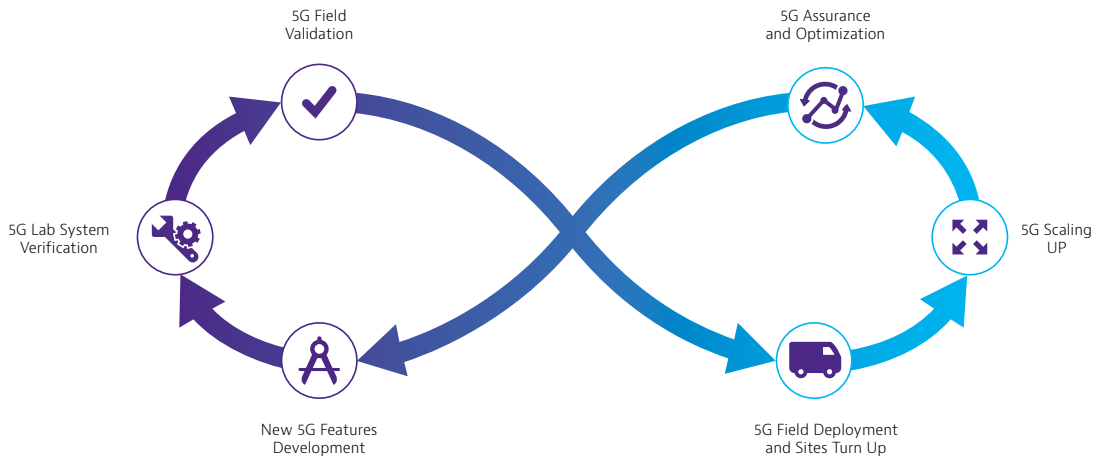 5G Field
Validation
5G Assurance
and Optimization
5G Lab System
Verification
5G Scaling
UP
New 5G Features
Development
5G Field Deployment
and Sites Turn Up